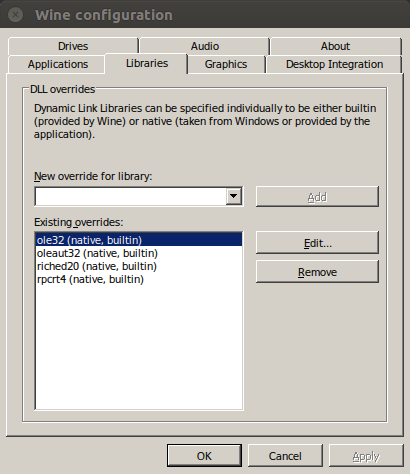 Wine configuration
Drives
Audio
About
Applications
Libraries
Graphics
Desktop Integration
DLL overrides
Dynamic Link Libraries can be specified individually to be either builtin
(provided by Wine) or native (taken from Windows or provided by the
application).
New override for library:
Add
Existing overrides:
ole32 (native, builtin)
oleaut32 (native, builtin)
riched20 (native, builtin)
rpcrt4 (native, builtin)
Edit...
Remove
OK
Cancel
Apply